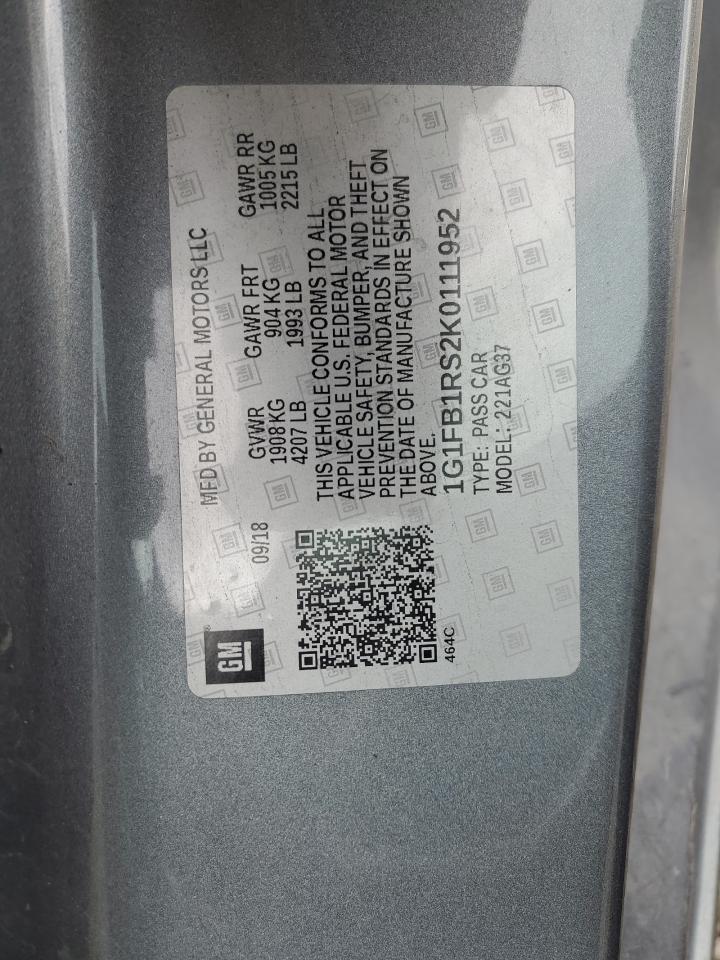 MFD BY GENERAL MOTORS LLC
09/18
GVWR GAWR FRT GAWR RR
1908 KG 904 KG 1005 KG
4207 LB 1993 LB 2215 LB
THIS VEHICLE CONFORMS TO ALL
APPLICABLE U.S. FEDERAL MOTOR
VEHICLE SAFETY, BUMPER, AND THEFT
PREVENTION STANDARDS IN EFFECT ON
THE DATE OF MANUFACTURE SHOWN
ABOVE.
1G1FB1RS2K0111952
TYPE: PASS CAR
MODEL: 221AG37
GM®
464C